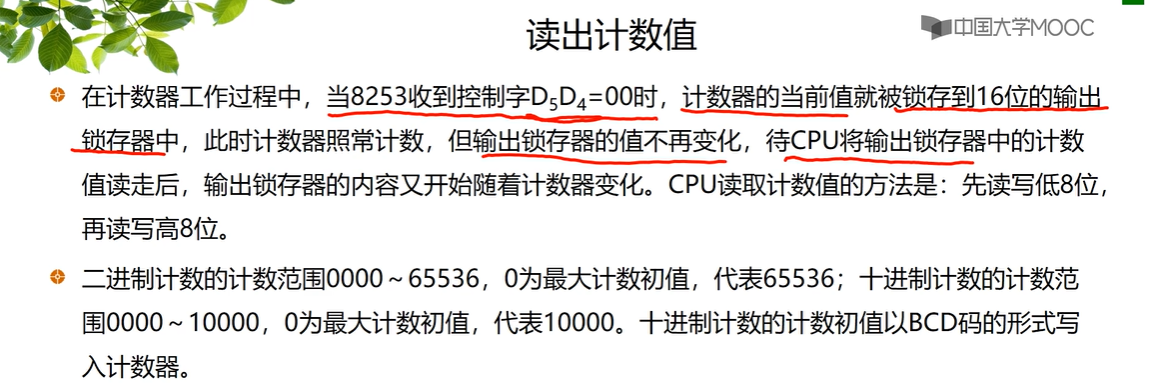 读出计数值
中国大学MOOC
在计数器工作过程中，当8253收到控制字D₅D₄=00时，计数器的当前值就被锁存到16位的输出
锁存器中，此时计数器照常计数，但输出锁存器的值不再变化，待CPU将输出锁存器中的计数
值读走后，输出锁存器的内容又开始随着计数器变化。CPU读取计数值的方法是：先读写低8位，
再读写高8位。
二进制计数的计数范围0000～65536，0为最大计数初值，代表65536；十进制计数的计数范
围0000～10000，0为最大计数初值，代表10000。十进制计数的计数初值以BCD码的形式写
入计数器。